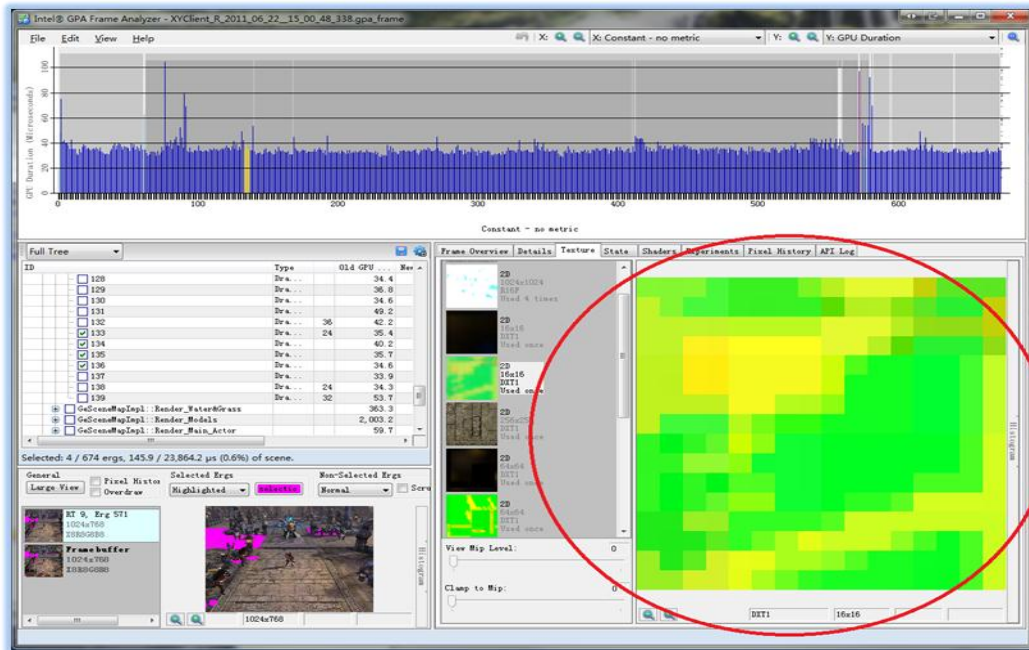 Intel® GPA Frame Analyzer - XYClient_R_2011_06_22__15_00_48_338.gpa_frame
File Edit View Help
X: X: Constant - no metric Y: Y: GPU Duration
GPU Duration (Microseconds)
100
80
60
40
20
0
0 100 200 300 400 500 600
Constant - no metric
Full Tree
ID Type Old GPU ...
128 Dra... 34.4
129 Dra... 36.8
130 Dra... 34.6
131 Dra... 49.2
132 Dra... 36 42.2
133 Dra... 24 35.4
134 Dra... 40.2
135 Dra... 35.7
136 Dra... 34.6
137 Dra... 33.9
138 Dra... 24 34.3
139 Dra... 32 53.7
GeSceneMapImpl::Render_Water&Grass 363.3
GeSceneMapImpl::Render_Models 2,003.2
GeSceneMapImpl::Render_Main_Actor 59.7
Selected: 4 / 674 ergs, 145.9 / 23,864.2 µs (0.6%) of scene.
General
Large View
Pixel Histo
Overdraw
Selected Ergs
Highlighted
Non-Selected Ergs
Normal
RT 9, Erg 571
1024x768
X8R8G8B8
Framebuffer
1024x768
X8R8G8B8
1024x768
Histogram
Frame Overview Details Texture State Shaders Experiments Pixel History API Log
2D
1024x1024
R16F
Used 4 times
2D
16x16
DXT1
Used once
2D
16x16
DXT1
Used once
2D
DXT1
Used once
2D
64x64
DXT1
Used once
2D
64x64
DXT1
Used once
View Mip Level: 0
Clamp to Mip: 0
DXT1 16x16
Histogram